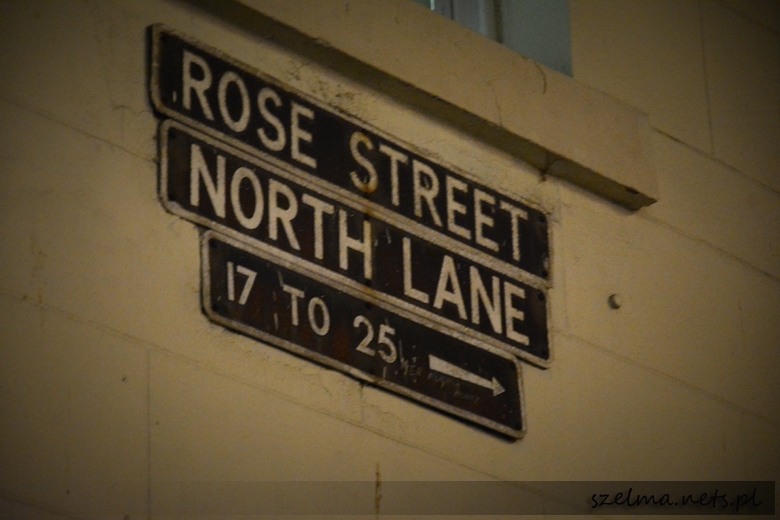 ROSE STREET
NORTH LANE
17 TO 25
szelma.nets.pl